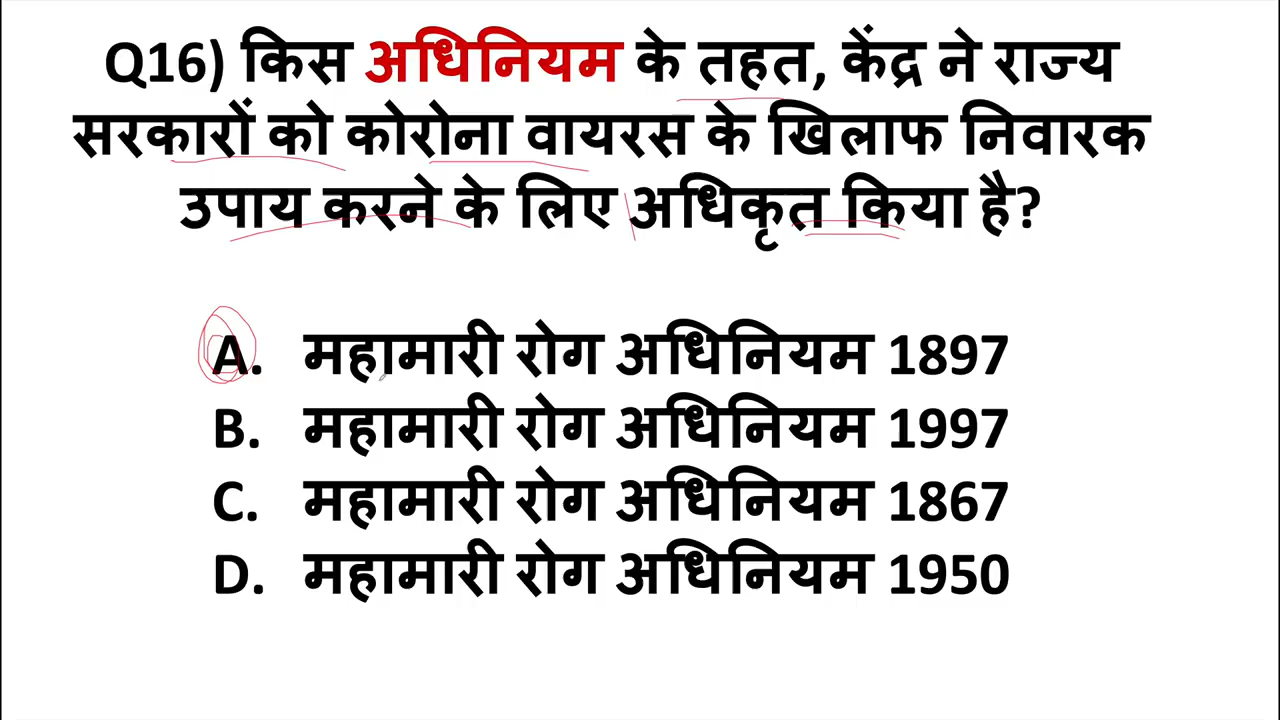 Q16) किस अधिनियम के तहत, केंद्र ने राज्य
सरकारों को कोरोना वायरस के खिलाफ निवारक
उपाय करने के लिए अधिकृत किया है?
A. महामारी रोग अधिनियम 1897
B. महामारी रोग अधिनियम 1997
C. महामारी रोग अधिनियम 1867
D. महामारी रोग अधिनियम 1950